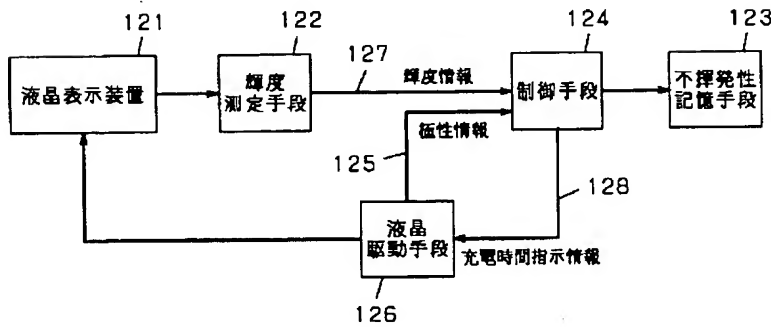 121
122
124
123
液晶表示装置
輝度
測定手段
127
輝度情報
制御手段
不揮発性
記憶手段
125
極性情報
128
液晶
駆動手段
充電時間指示情報
126